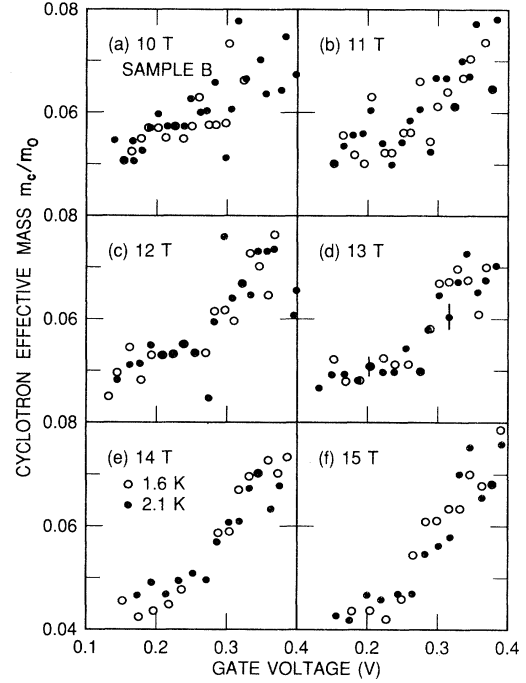 0.08
(a) 10 T
SAMPLE B
(b) 11 T
0.06
0.08
(c) 12 T
(d) 13 T
0.06
0.08
(e) 14 T
(f) 15 T
1.6 K
2.1 K
0.06
0.04
0.1 0.2 0.3 0.4 0.2 0.3 0.4
GATE VOLTAGE (V)
CYCLOTRON EFFECTIVE MASS mc/mo